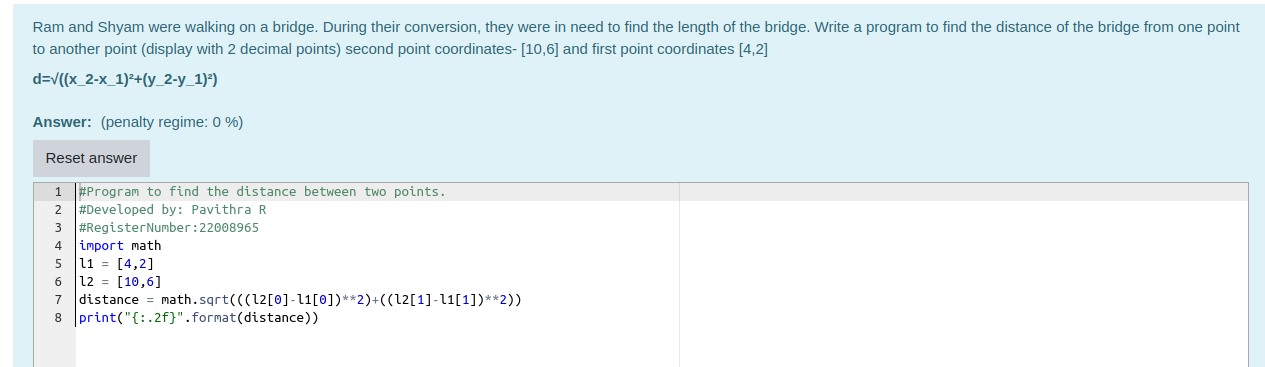 Ram and Shyam were walking on a bridge. During their conversion, they were in need to find the length of the bridge. Write a program to find the distance of the bridge from one point
to another point (display with 2 decimal points) second point coordinates- [10,6] and first point coordinates [4,2]
d=√((x_2-x_1)²+(y_2-y_1)²)
Answer: (penalty regime: 0 %)
Reset answer
1 #Program to find the distance between two points.
2 #Developed by: Pavithra R
3 #RegisterNumber:22008965
4 import math
5 l1 = [4,2]
6 l2 = [10,6]
7 distance = math.sqrt(((l2[0]-l1[0])**2)+((l2[1]-l1[1])**2))
8 print("{:.2f}".format(distance))